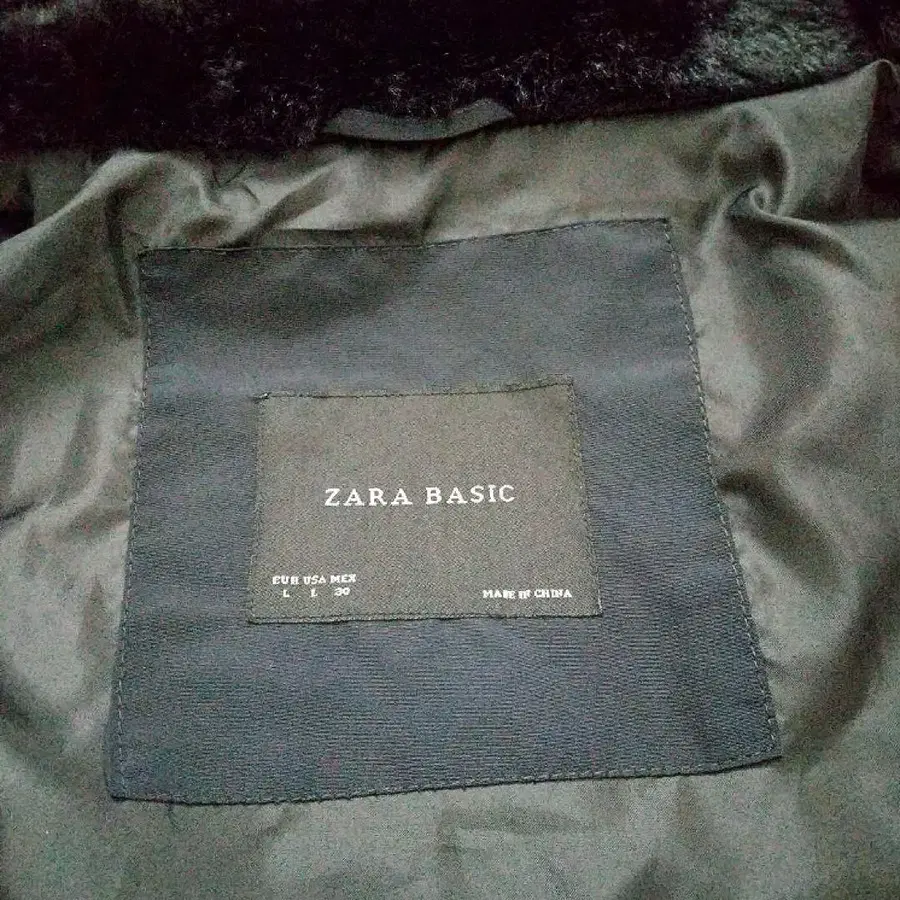 ZARA BASIC
EUR USA MEX
L L 30
MADE IN CHINA